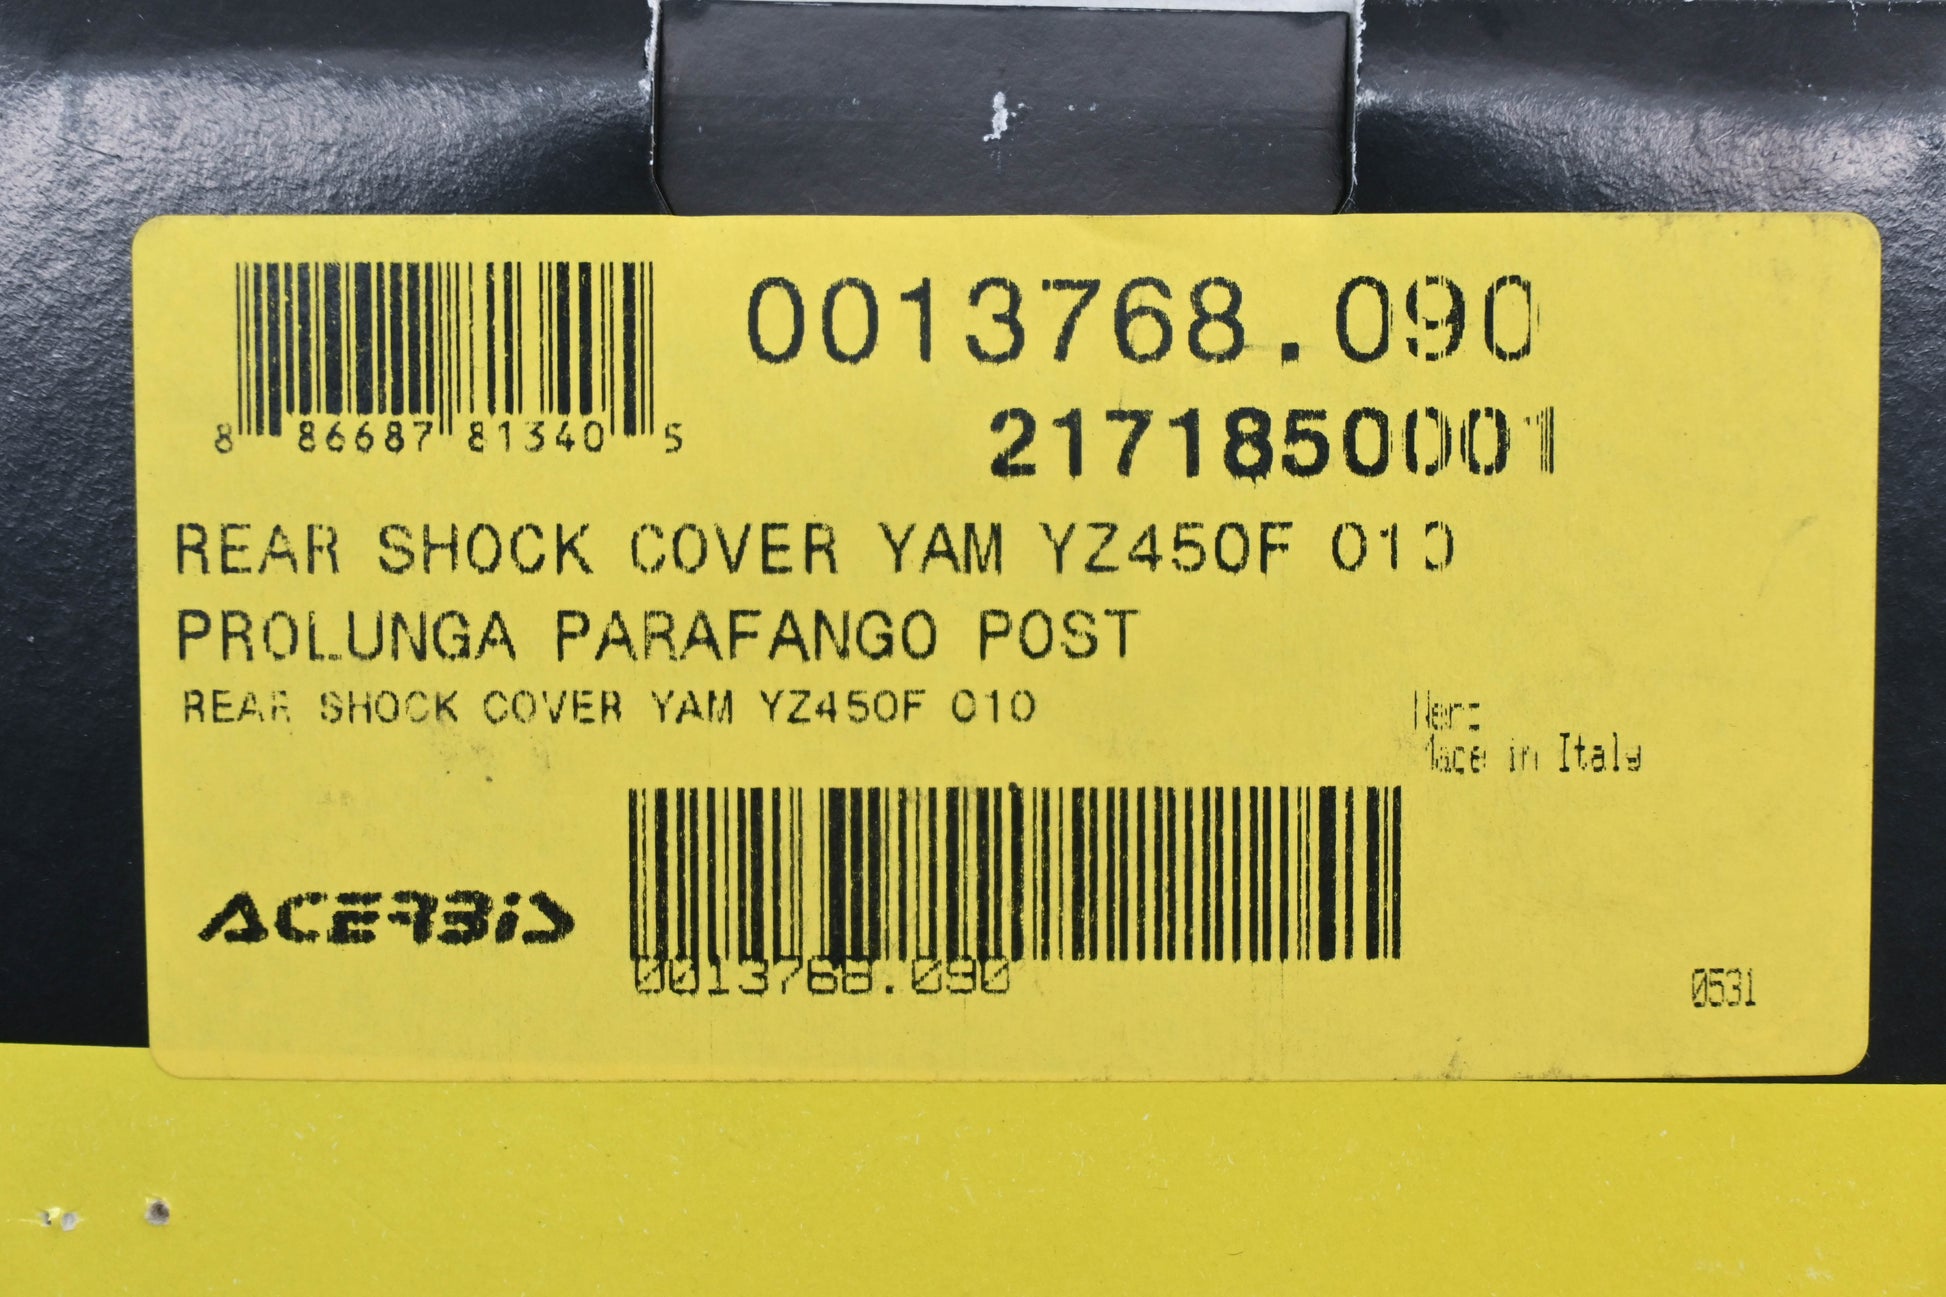 0013768.090
8 86687 81340 5
2171850001
REAR SHOCK COVER YAM YZ450F 010
PROLUNGA PARAFANGO POST
REAR SHOCK COVER YAM YZ450F 010
Nero
Made in Italy
ACERBIS
0013768.090
0531